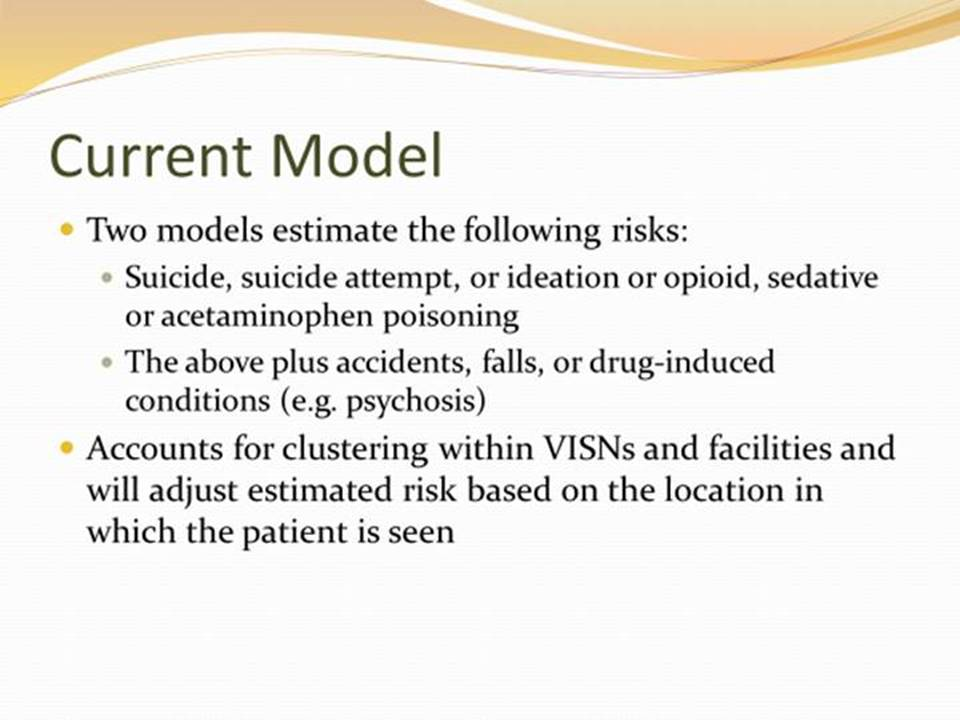 Current Model
• Two models estimate the following risks:
• Suicide, suicide attempt, or ideation or opioid, sedative
or acetaminophen poisoning
• The above plus accidents, falls, or drug-induced
conditions (e.g. psychosis)
• Accounts for clustering within VISNs and facilities and
will adjust estimated risk based on the location in
which the patient is seen